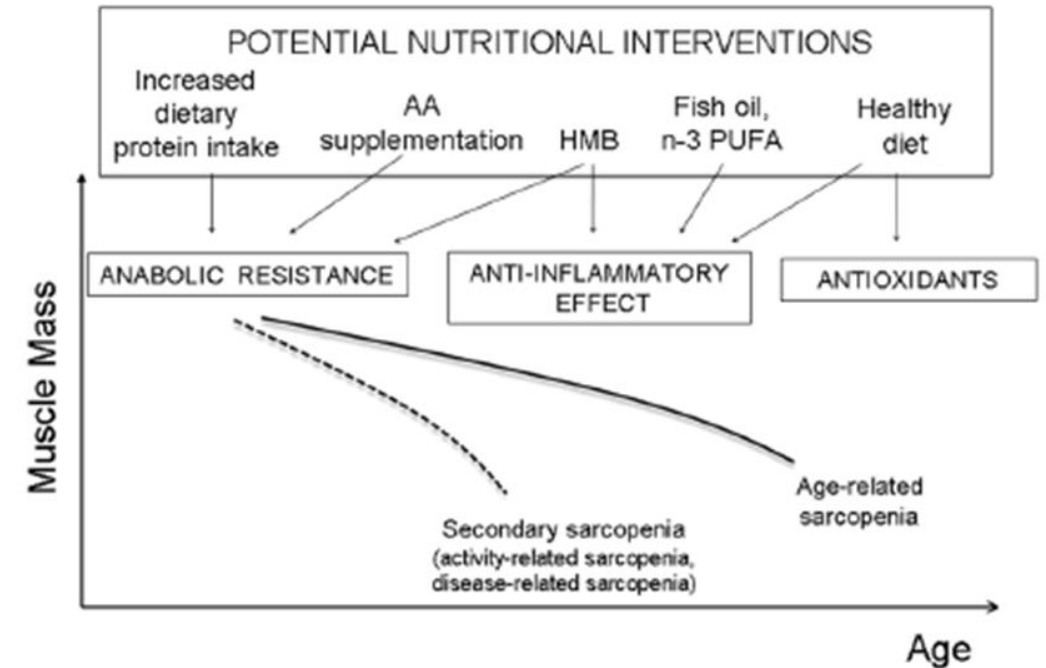 POTENTIAL NUTRITIONAL INTERVENTIONS
Increased
dietary
protein intake
AA
supplementation
HMB
Fish oil,
n-3 PUFA
Healthy
diet
ANABOLIC RESISTANCE
ANTI-INFLAMMATORY
EFFECT
ANTIOXIDANTS
Muscle Mass
Age-related
sarcopenia
Secondary sarcopenia
(activity-related sarcopenia,
disease-related sarcopenia)
Age